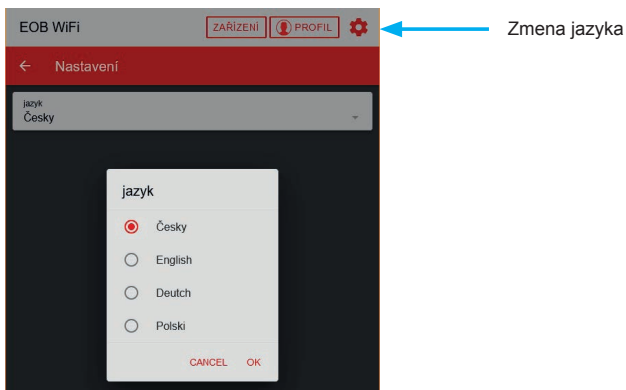 EOB WiFi
ZAŘÍZENÍ
PROFIL
Zmena jazyka
Nastavení
jazyk
Česky
jazyk
Česky
English
Deutch
Polski
CANCEL OK